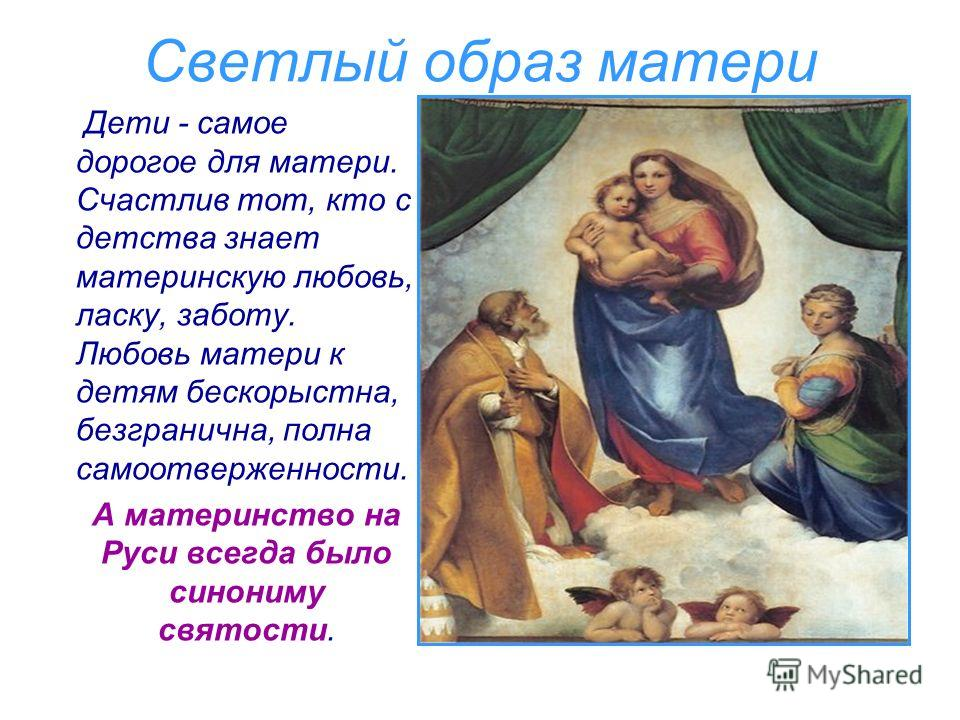 Светлый образ матери
Дети - самое
дорогое для матери.
Счастлив тот, кто с
детства знает
материнскую любовь,
ласку, заботу.
Любовь матери к
детям бескорыстна,
безгранична, полна
самоотверженности.
А материнство на
Руси всегда было
синониму
святости.
MyShared